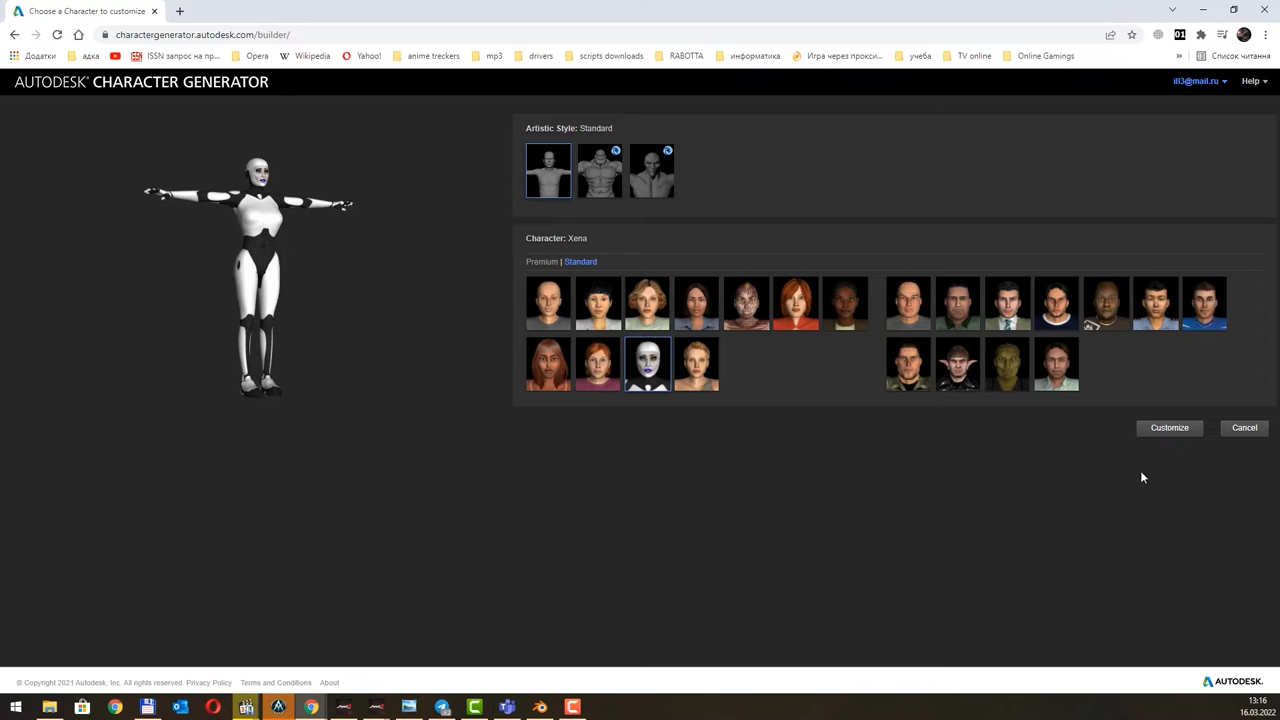 Choose a Character to customize
charactergenerator.autodesk.com/builder/
Додатки адка ISSN запрос на пр... Opera Wikipedia Yahoo! anime treckers mp3 drivers scripts downloads RABOTTA информатика Игра через прокси... учеба TV online Online Gamings » Список читання
AUTODESK® CHARACTER GENERATOR
ill3@mail.ru Help
Artistic Style: Standard
Character: Xena
Premium | Standard
Customize Cancel
© Copyright 2021 Autodesk, Inc. All rights reserved. Privacy Policy Terms and Conditions About
AUTODESK.
13:16
16.03.2022